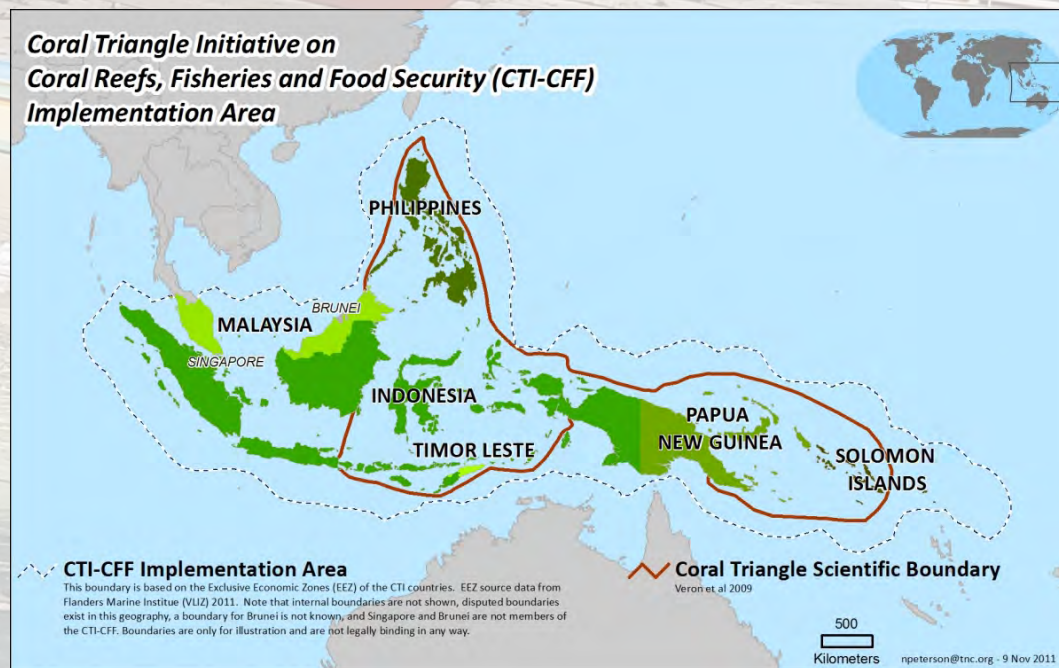 Coral Triangle Initiative on
Coral Reefs, Fisheries and Food Security (CTI-CFF)
Implementation Area
PHILIPPINES
BRUNEI
MALAYSIA
SINGAPORE
INDONESIA
PAPUA
NEW GUINEA
TIMOR LESTE
SOLOMON
ISLANDS
CTI-CFF Implementation Area
This boundary is based on the Exclusive Economic Zones (EEZ) of the CTI countries.  EEZ source data from
Flanders Marine Institue (VLIZ) 2011.  Note that internal boundaries are not shown, disputed boundaries
exist in this geography, a boundary for Brunei is not known, and Singapore and Brunei are not members of
the CTI-CFF. Boundaries are only for illustration and are not legally binding in any way.
Coral Triangle Scientific Boundary
Veron et al 2009
500
Kilometers
npeterson@tnc.org - 9 Nov 2011